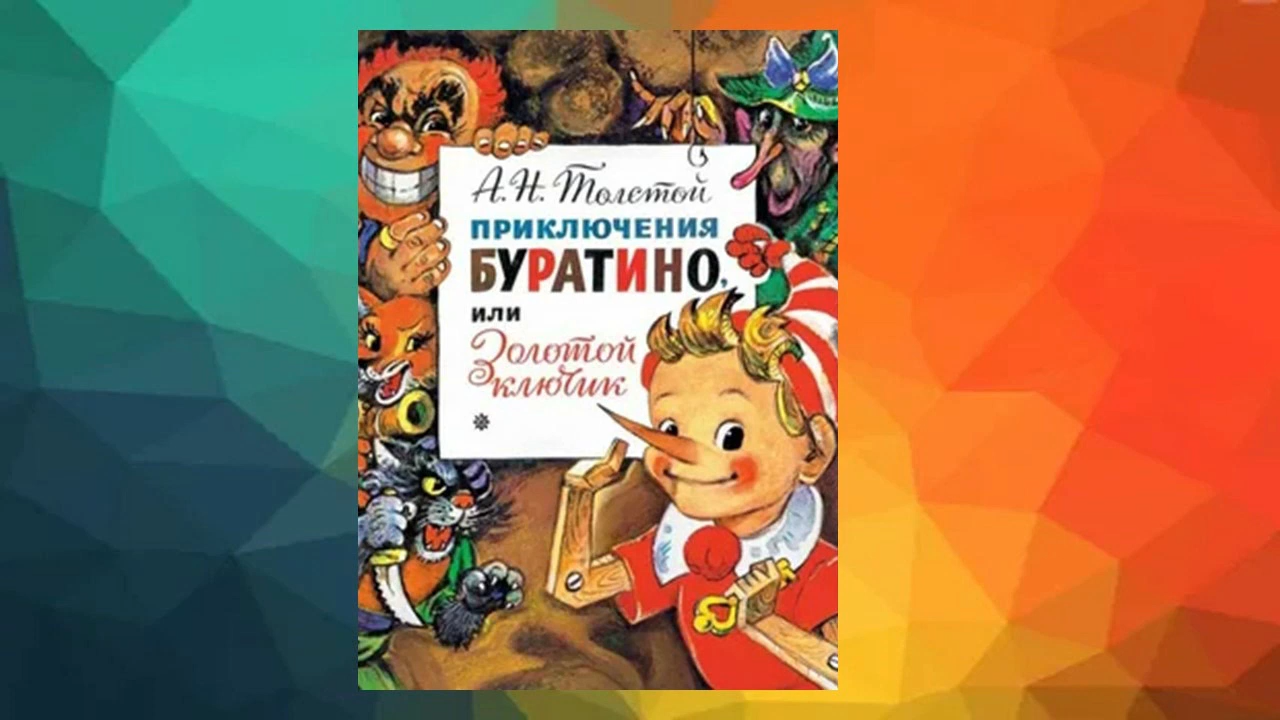 А.Н.Толстой
ПРИКЛЮЧЕНИЯ
БУРАТИНО,
или
Золотой
ключик